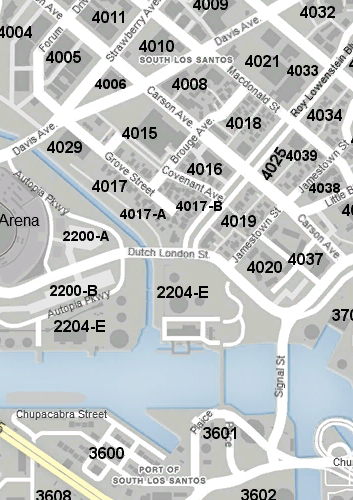 4009
4032
4011
4004
Forum
Strawberry Ave.
Davis Ave.
4010
4005
SOUTH LOS SANTOS
4021
4033
4006
4008
Macdonald St
Roy Lowenstein
Carson Ave.
4034
4018
4015
Davis Ave.
Brouge Ave.
4029
Grove Street
4025
4039
4016
Jamestown St
Autopia Pkwy
4017
Covenant Ave.
4038
4017-A
4017-B
Arena
4019
Carson Ave.
2200-A
Jamestown St
Dutch London St.
4037
4020
2200-B
2204-E
Autopia Pkwy
2204-E
Signal St
Chupacabra Street
Plaice
3601
3600
PORT OF
SOUTH LOS SANTOS
3608
3602